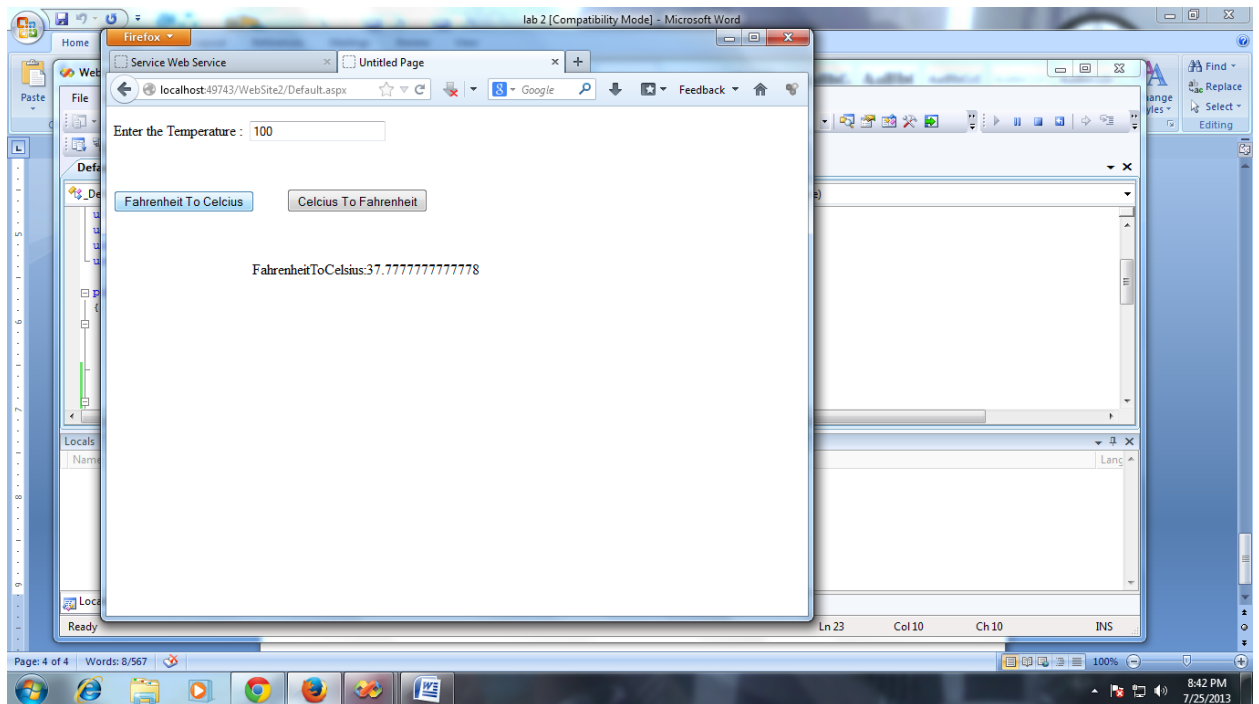 lab 2 [Compatibility Mode] - Microsoft Word
Home
Firefox
Service Web Service
Untitled Page
localhost:49743/WebSite2/Default.aspx
Google
Feedback
Enter the Temperature :
100
Fahrenheit To Celcius
Celcius To Fahrenheit
FahrenheitToCelsius:37.7777777777778
Paste
Find
Replace
Select
Editing
File
Locals
Ready
Ln 23
Col 10
Ch 10
INS
Page: 4 of 4
Words: 8/567
100%
8:42 PM
7/25/2013